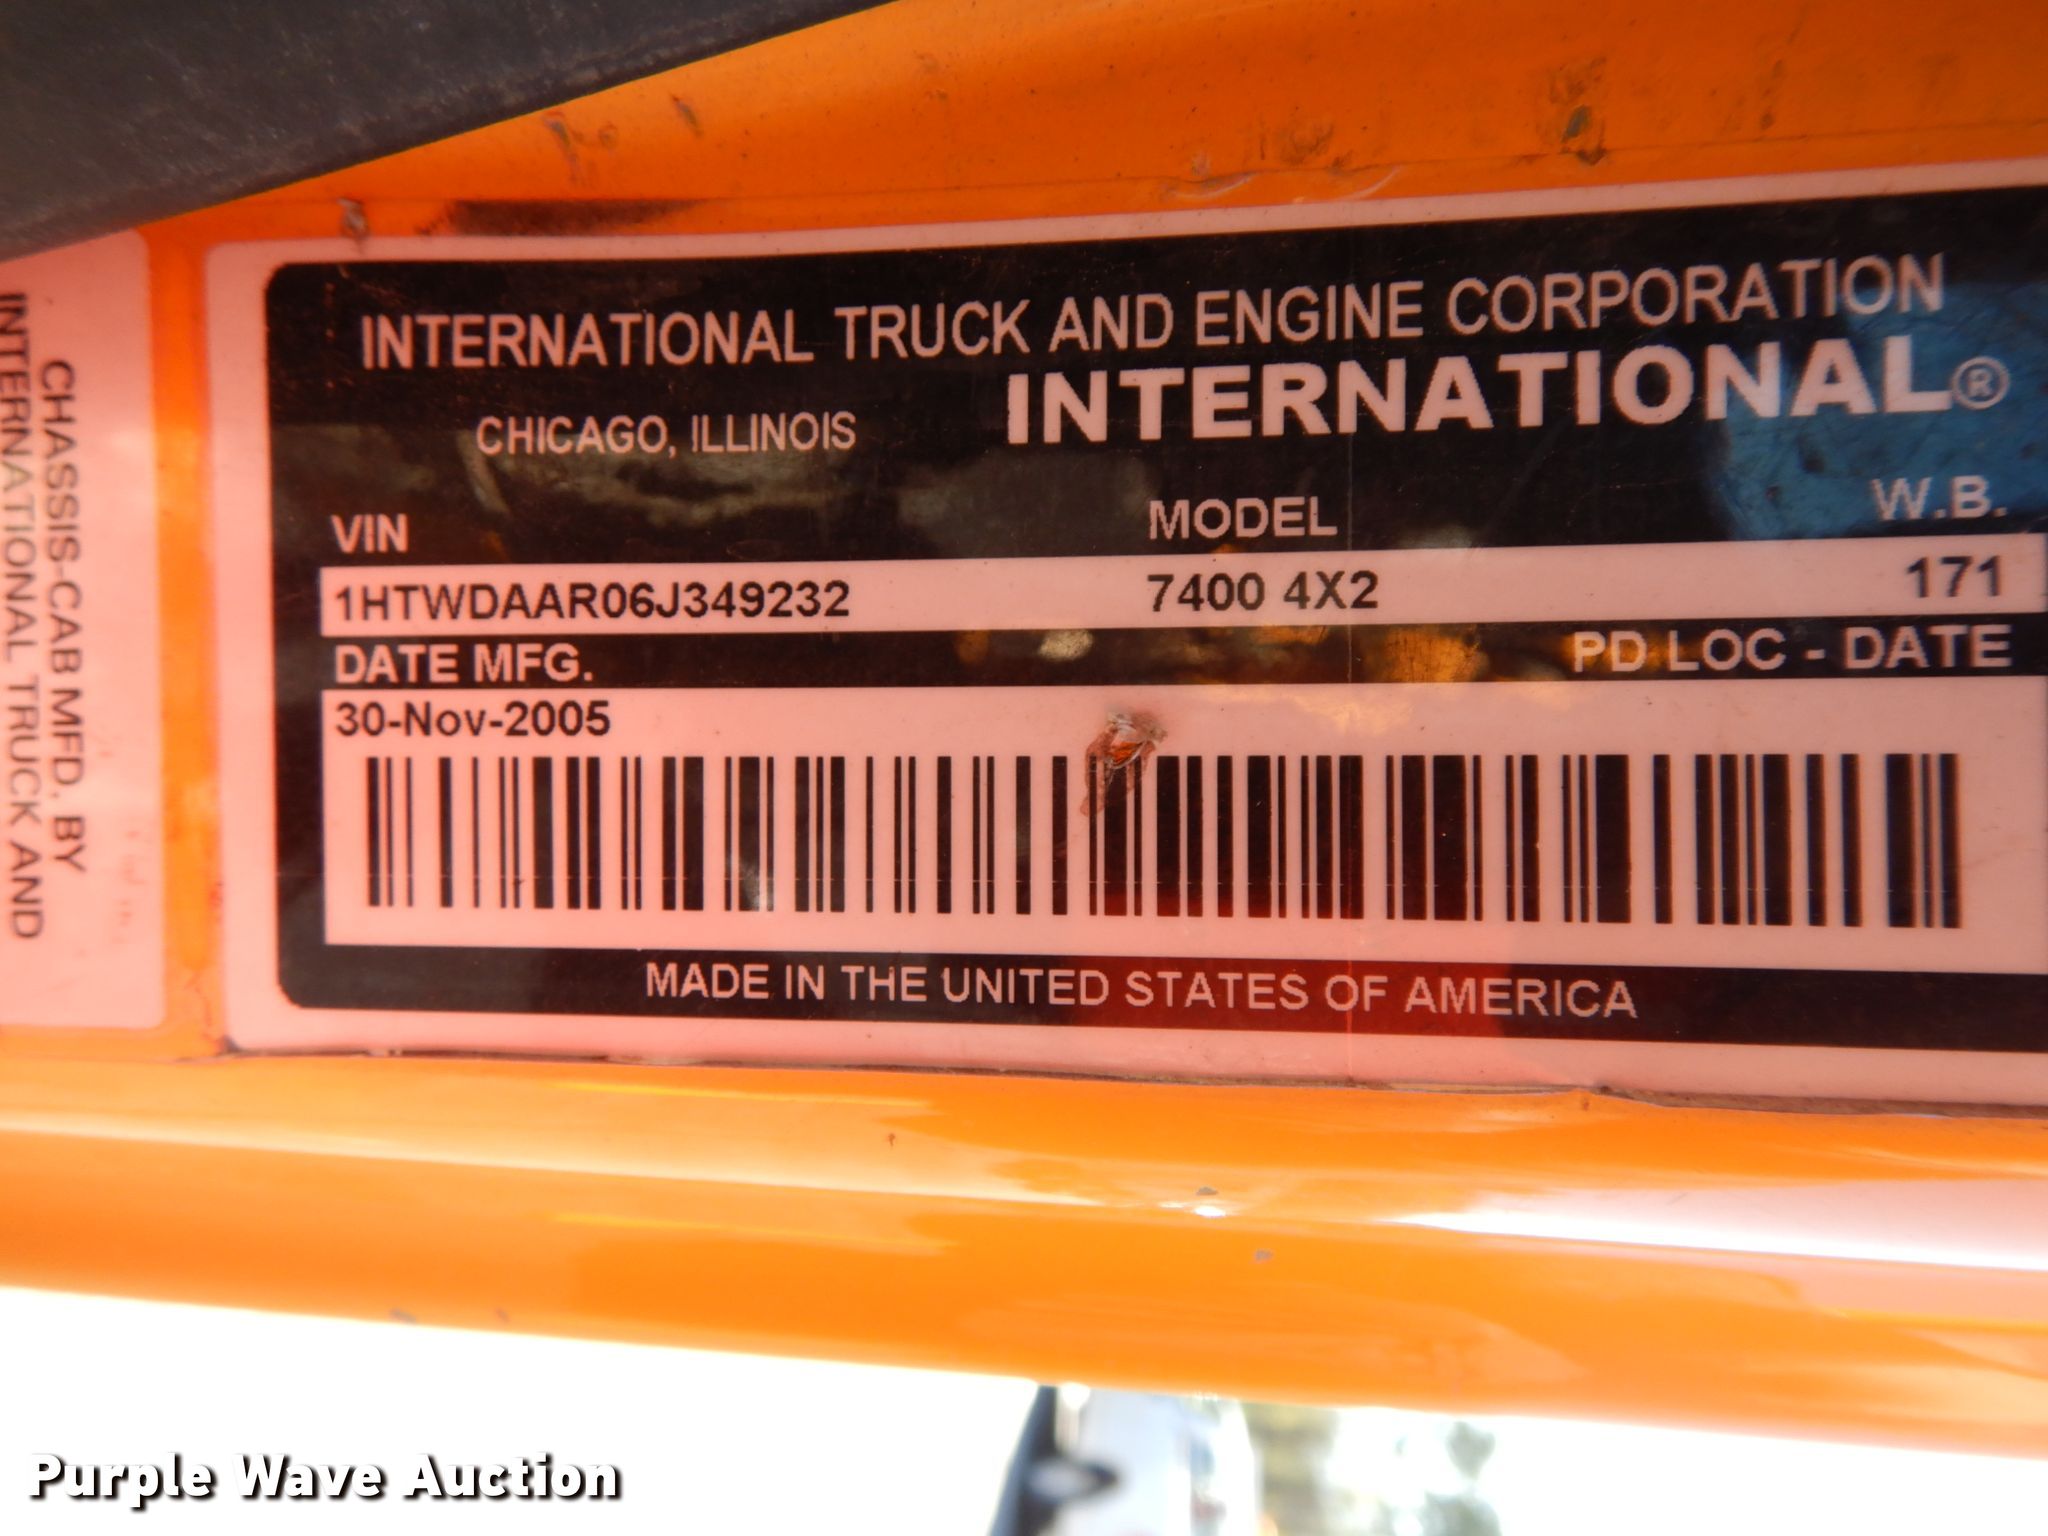 INTERNATIONAL TRUCK AND ENGINE CORPORATION
CHICAGO, ILLINOIS
INTERNATIONAL®
VIN MODEL W.B.
1HTWDAAR06J349232 7400 4X2 171
DATE MFG. PD LOC - DATE
30-Nov-2005
MADE IN THE UNITED STATES OF AMERICA
CHASSIS-CAB MFD. BY
INTERNATIONAL TRUCK AND
Purple Wave Auction